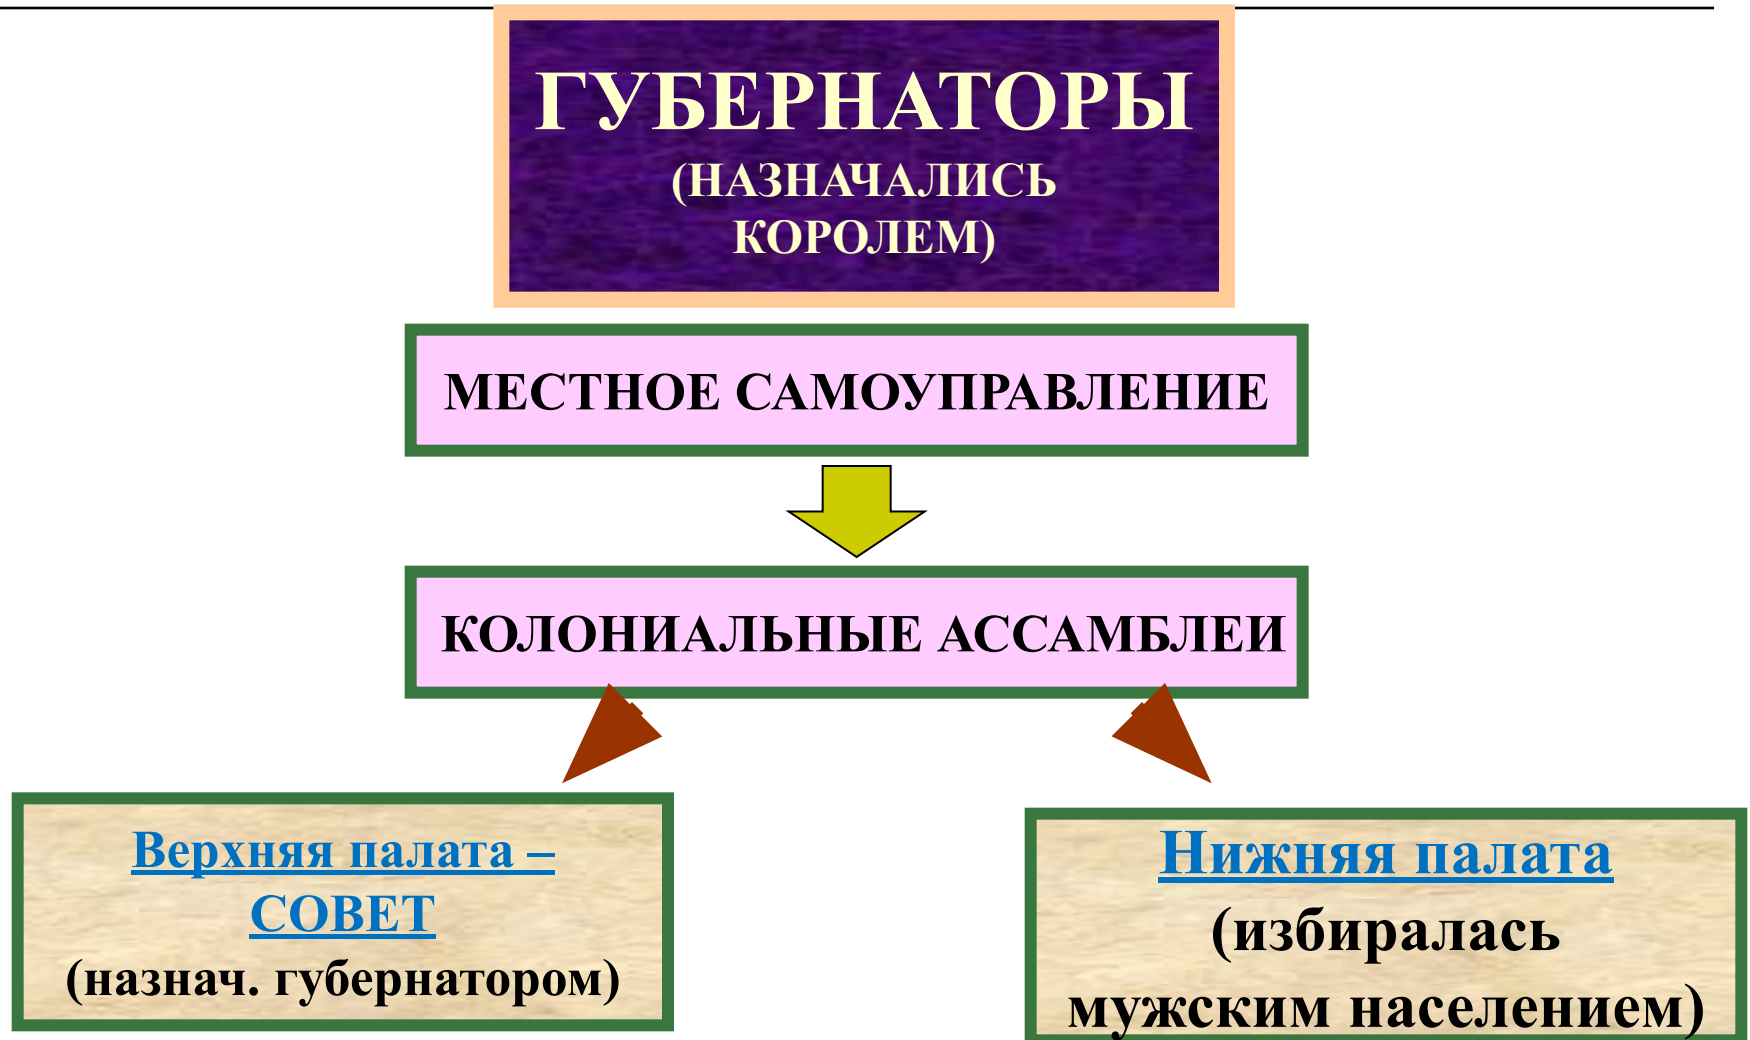 ГУБЕРНАТОРЫ
(НАЗНАЧАЛИСЬ
КОРОЛЕМ)
МЕСТНОЕ САМОУПРАВЛЕНИЕ
КОЛОНИАЛЬНЫЕ АССАМБЛЕИ
Верхняя палата –
СОВЕТ
(назнач. губернатором)
Нижняя палата
(избиралась
мужским населением)